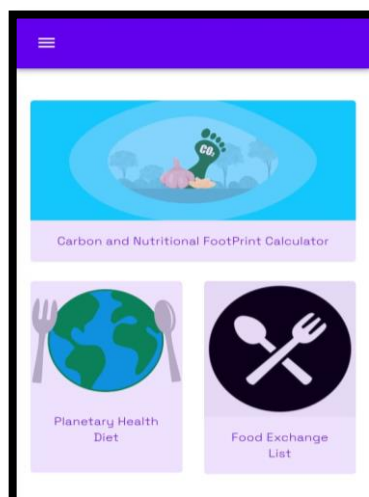 CO₂
Carbon and Nutritional FootPrint Calculator
Planetary Health
Diet
Food Exchange
List